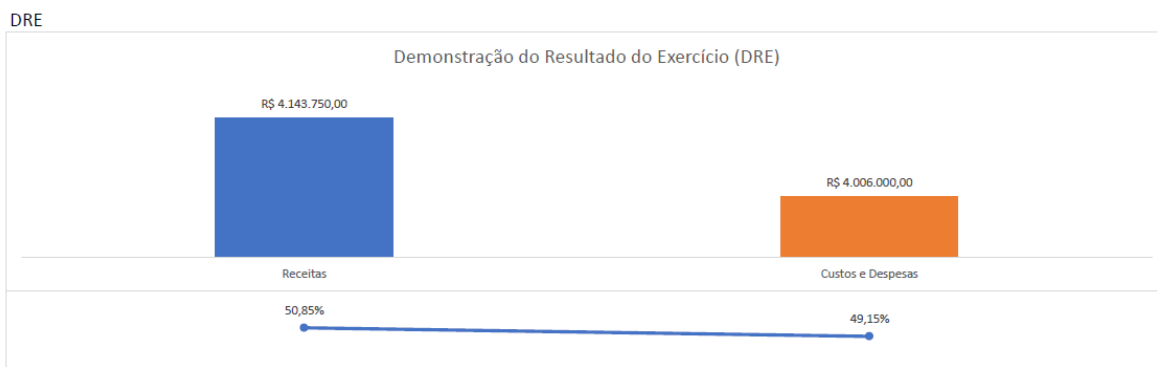 DRE
Demonstração do Resultado do Exercício (DRE)
R$ 4.143.750,00
R$ 4.006.000,00
Receitas
Custos e Despesas
50,85%
49,15%